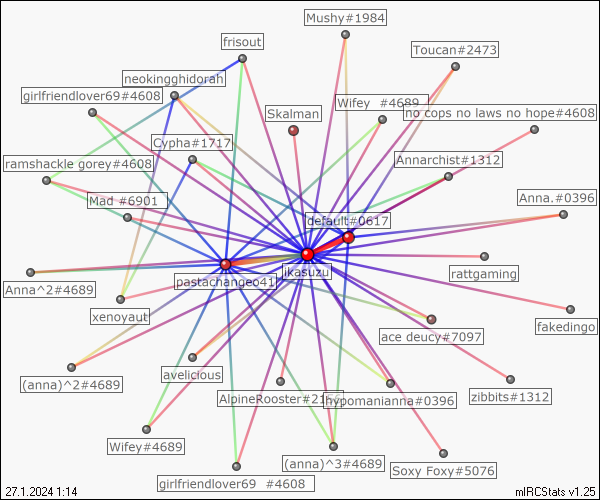 Mushy#1984
frisout
Toucan#2473
neokingghidorah
girlfriendlover69#4608
Wifey  #4689
Skalman
no cops no laws no hope#4608
Cypha#1717
ramshackle gorey#4608
Annarchist#1312
Mad #6901
Anna.#0396
default#0617
ikasuzu
rattgaming
pastachangeo41
Anna^2#4689
xenoyaut
fakedingo
ace deucy#7097
avelicious
(anna)^2#4689
zibbits#1312
AlpineRooster#
hypomanianna#0396
Wifey#4689
(anna)^3#4689
Soxy Foxy#5076
girlfriendlover69  #4608
27.1.2024 1:14
mIRCStats v1.25